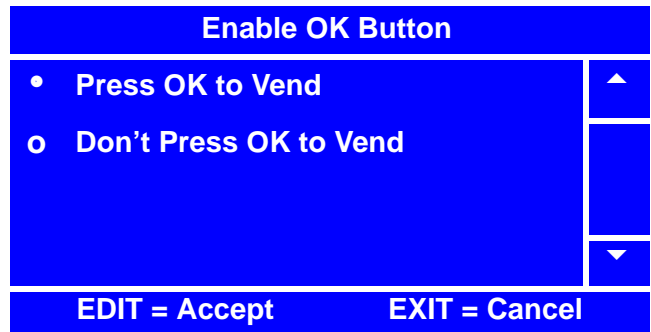 Enable OK Button
• Press OK to Vend
o Don't Press OK to Vend
EDIT = Accept EXIT = Cancel